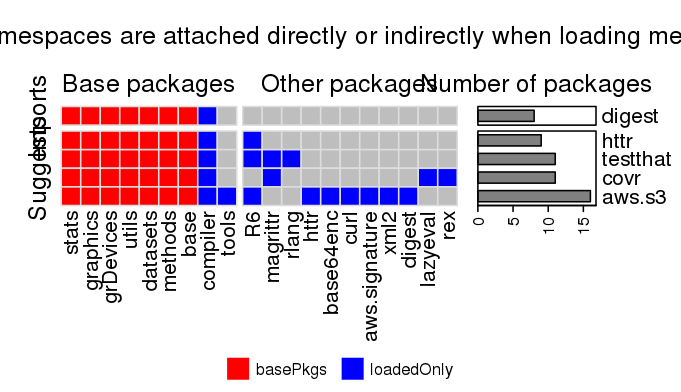 mespaces are attached directly or indirectly when loading me
Base packages
Other packages
Number of packages
Imports
Suggests
digest
httr
testthat
covr
aws.s3
stats
graphics
grDevices
utils
datasets
methods
base
compiler
tools
R6
magrittr
rlang
httr
base64enc
curl
aws.signature
xml2
digest
lazyeval
rex
0
5
10
15
basePkgs
loadedOnly